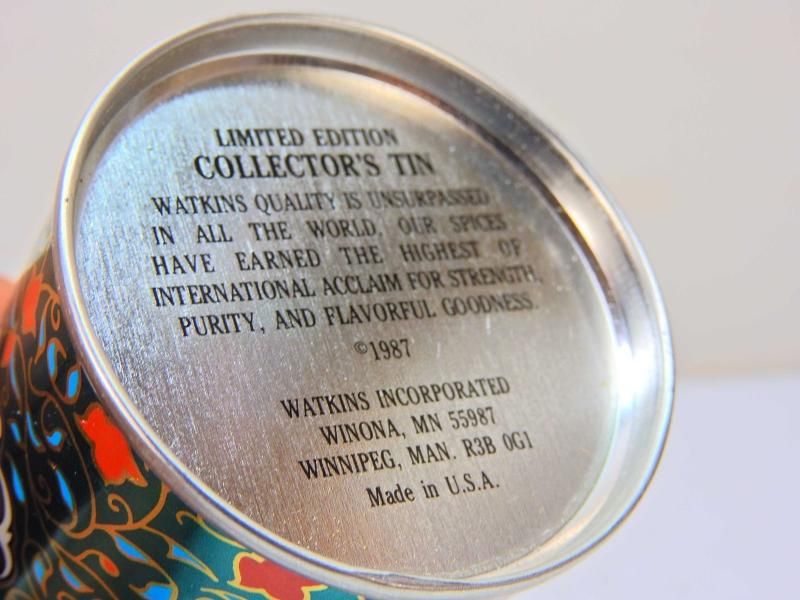 LIMITED EDITION
COLLECTOR'S TIN
WATKINS QUALITY IS UNSURPASSED
IN ALL THE WORLD. OUR SPICES
HAVE EARNED THE HIGHEST OF
INTERNATIONAL ACCLAIM FOR STRENGTH,
PURITY, AND FLAVORFUL GOODNESS.
©1987
WATKINS INCORPORATED
WINONA, MN 55987
WINNIPEG, MAN. R3B 0G1
Made in U.S.A.